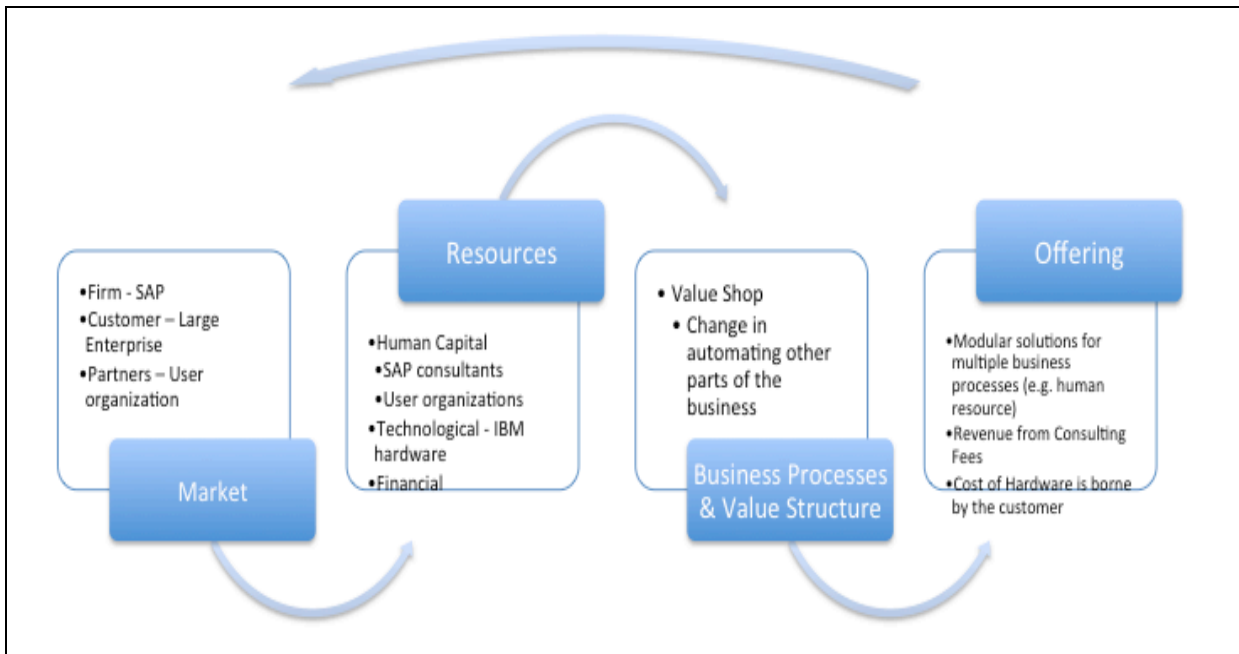 •Firm - SAP
•Customer – Large
Enterprise
•Partners – User
organization
Market
Resources
•Human Capital
•SAP consultants
•User organizations
•Technological - IBM
hardware
•Financial
• Value Shop
• Change in
automating other
parts of the
business
Business Processes
& Value Structure
Offering
•Modular solutions for
multiple business
processes (e.g. human
resource)
•Revenue from Consulting
Fees
•Cost of Hardware is borne
by the customer